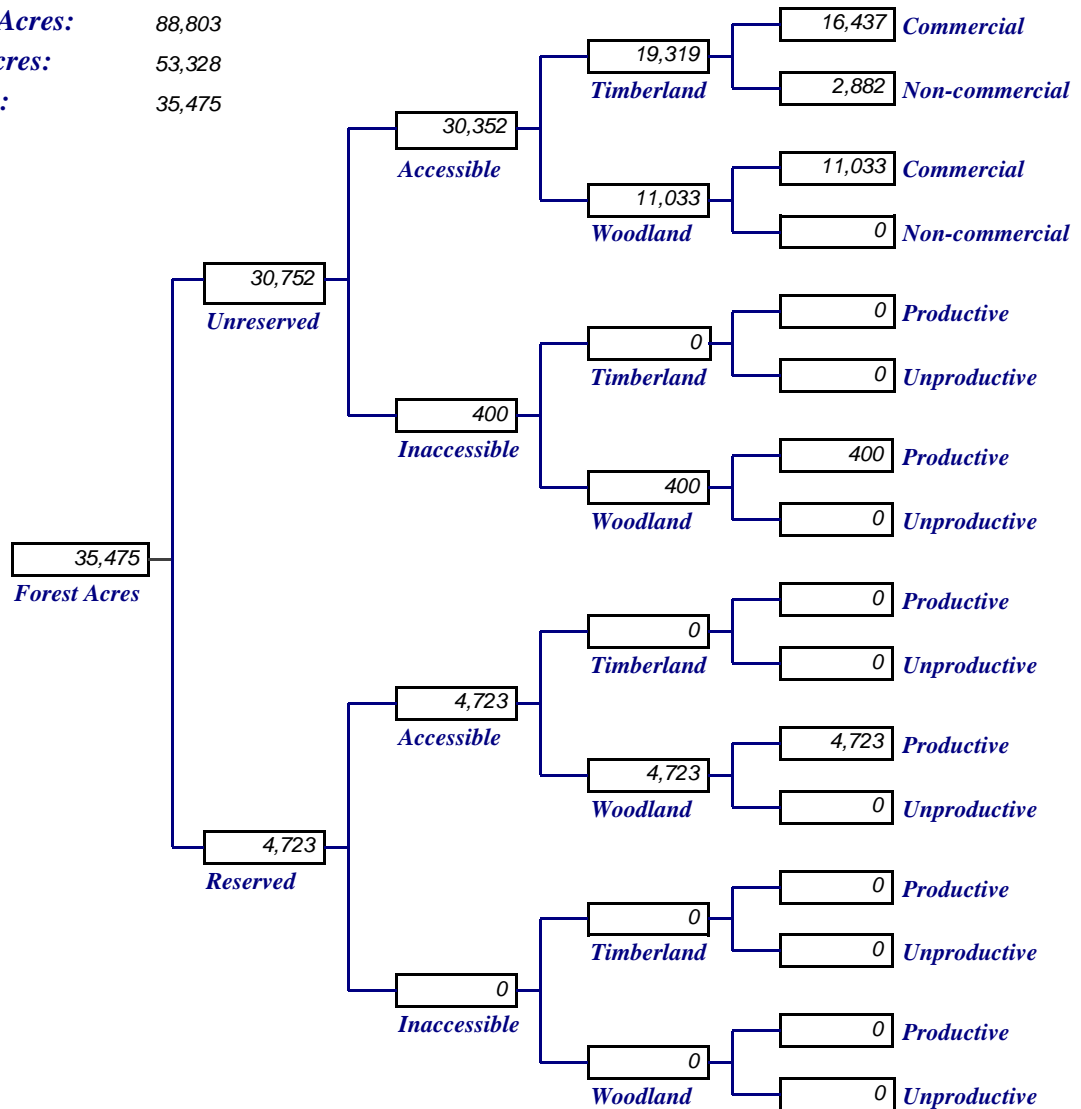 Acres: 88,803
cres: 53,328
: 35,475
16,437 Commercial
19,319
Timberland
2,882 Non-commercial
30,352
Accessible
11,033 Commercial
11,033
Woodland
0 Non-commercial
30,752
Unreserved
0 Productive
0
Timberland
0 Unproductive
400
Inaccessible
400 Productive
400
Woodland
0 Unproductive
35,475
Forest Acres
0 Productive
0
Timberland
0 Unproductive
4,723
Accessible
4,723 Productive
4,723
Woodland
0 Unproductive
4,723
Reserved
0 Productive
0
Timberland
0 Unproductive
0
Inaccessible
0 Productive
0
Woodland
0 Unproductive